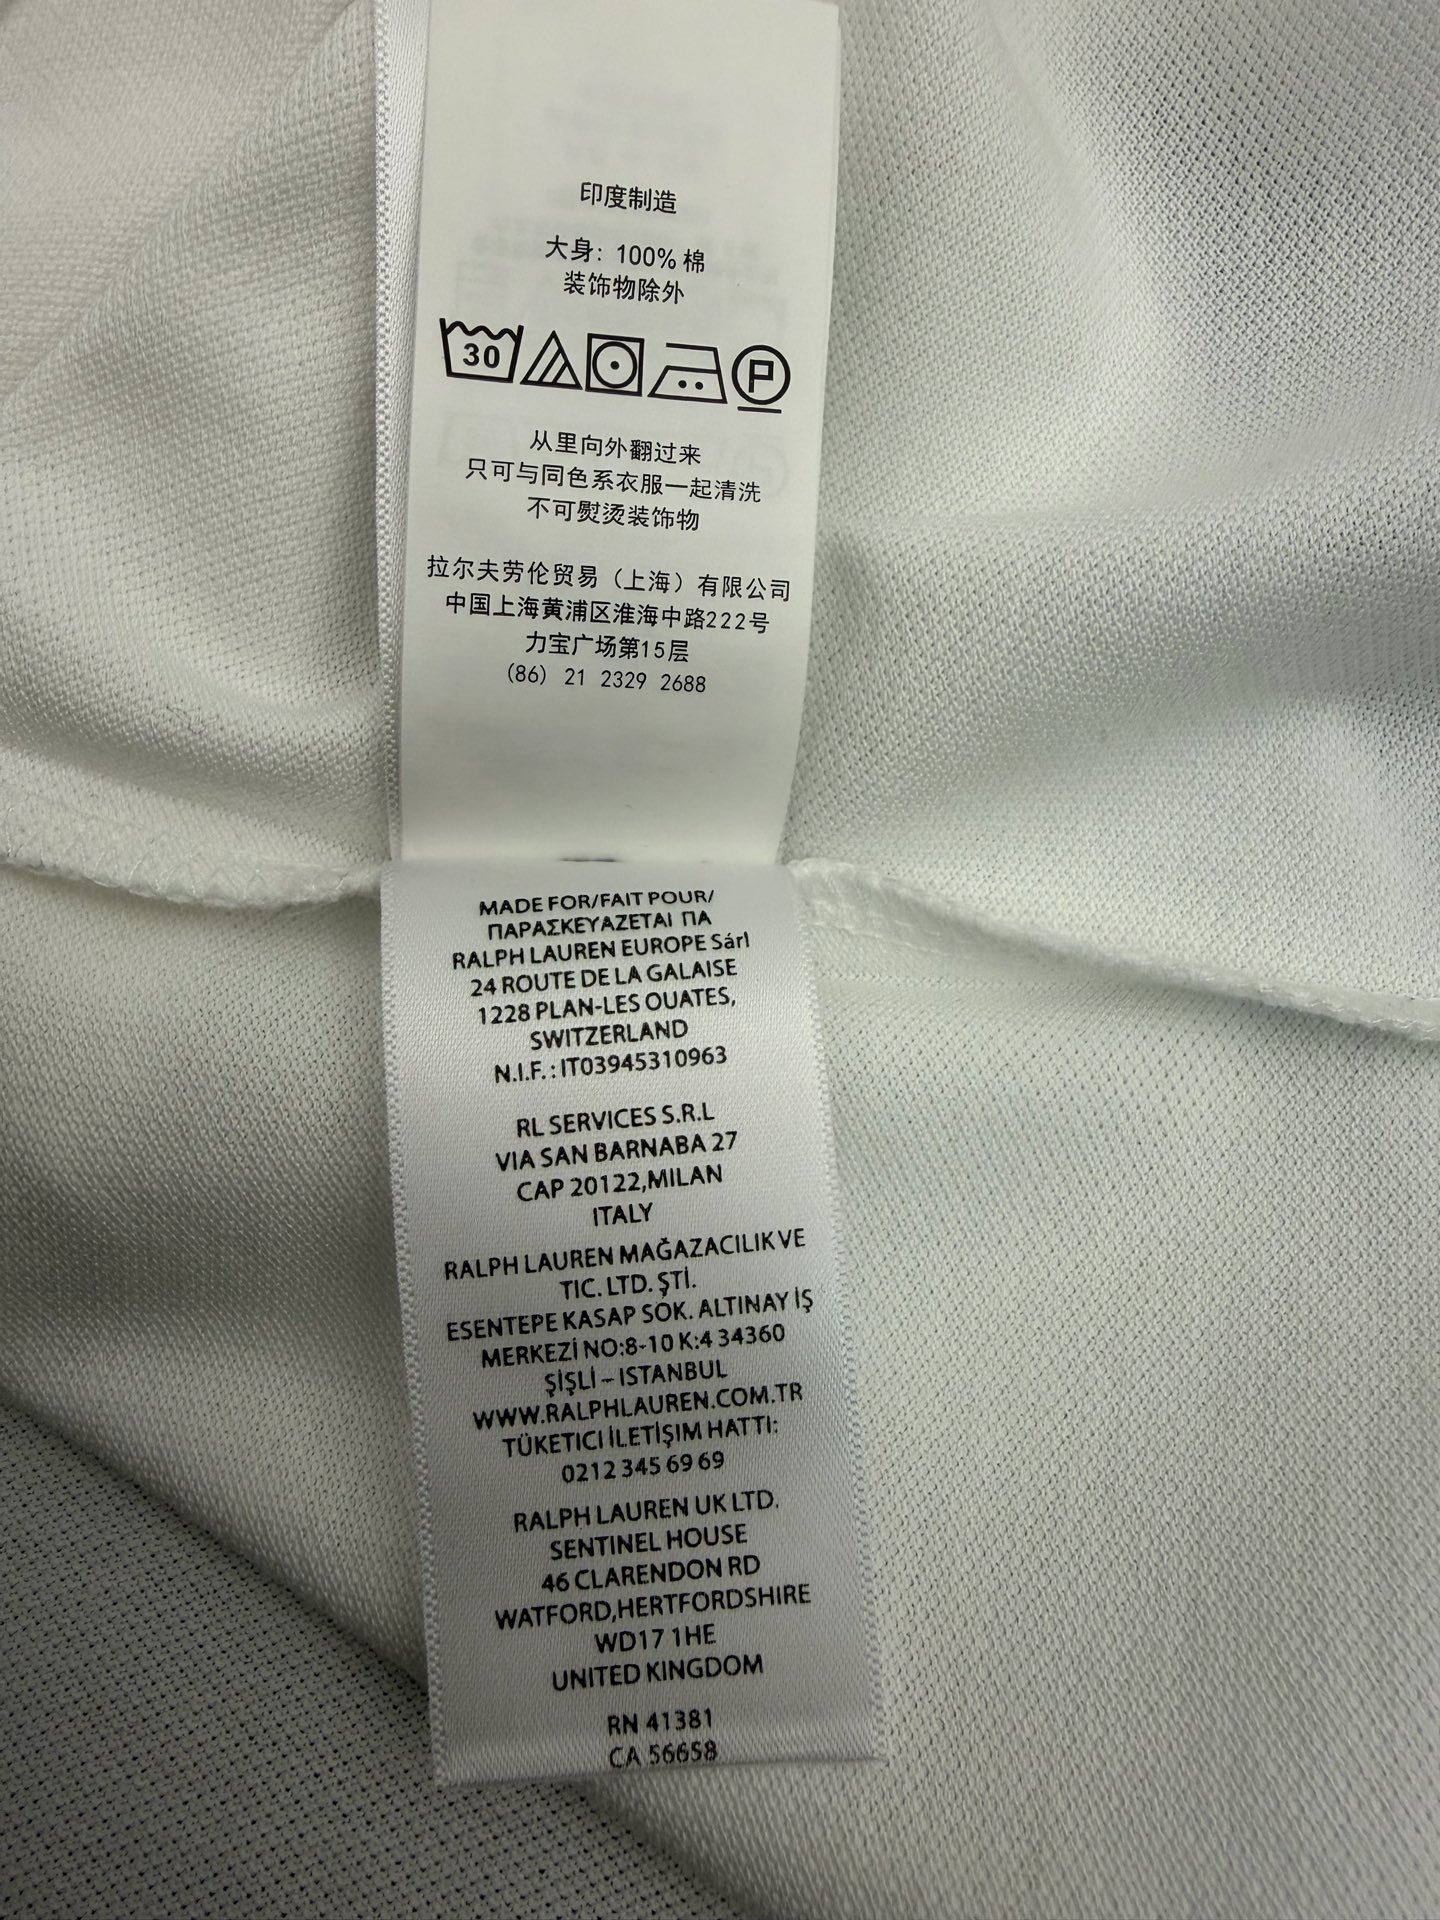 印度制造
大身: 100% 棉
装饰物除外
30
P
从里向外翻过来
只可与同色系衣服一起清洗
不可熨烫装饰物
拉尔夫劳伦贸易（上海）有限公司
中国上海黄浦区淮海中路222号
力宝广场第15层
(86) 21 2329 2688
MADE FOR/FAIT POUR/
ΠΑΡΑΣΚΕΥΑΖΕΤΑΙ ΠΑ
RALPH LAUREN EUROPE Sárl
24 ROUTE DE LA GALAISE
1228 PLAN-LES OUATES,
SWITZERLAND
N.I.F. : IT03945310963
RL SERVICES S.R.L
VIA SAN BARNABA 27
CAP 20122,MILAN
ITALY
RALPH LAUREN MAĞAZACILIK VE
TIC. LTD. ŞTİ.
ESENTEPE KASAP SOK. ALTINAY İŞ
MERKEZİ NO:8-10 K:4 34360
ŞİŞLİ – ISTANBUL
WWW.RALPHLAUREN.COM.TR
TÜKETICI İLETİŞIM HATTI:
0212 345 69 69
RALPH LAUREN UK LTD.
SENTINEL HOUSE
46 CLARENDON RD
WATFORD,HERTFORDSHIRE
WD17 1HE
UNITED KINGDOM
RN 41381
CA 56658